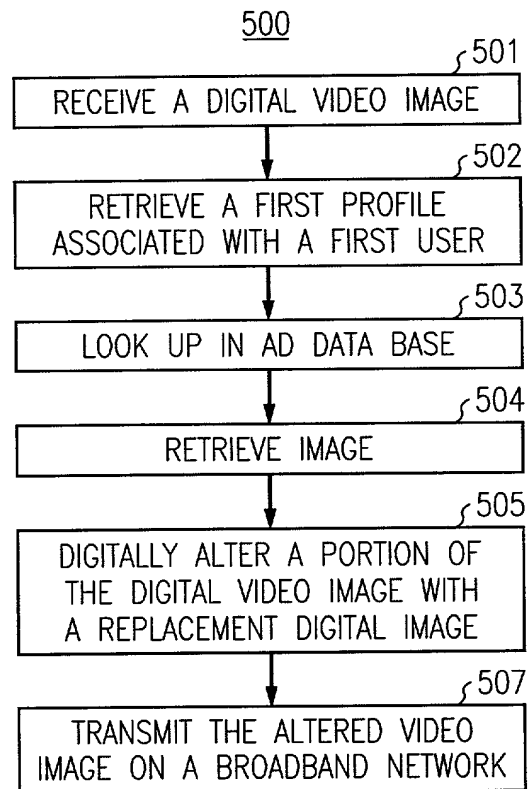 500
501
RECEIVE A DIGITAL VIDEO IMAGE
502
RETRIEVE A FIRST PROFILE
ASSOCIATED WITH A FIRST USER
503
LOOK UP IN AD DATA BASE
504
RETRIEVE IMAGE
505
DIGITALLY ALTER A PORTION OF
THE DIGITAL VIDEO IMAGE WITH
A REPLACEMENT DIGITAL IMAGE
507
TRANSMIT THE ALTERED VIDEO
IMAGE ON A BROADBAND NETWORK